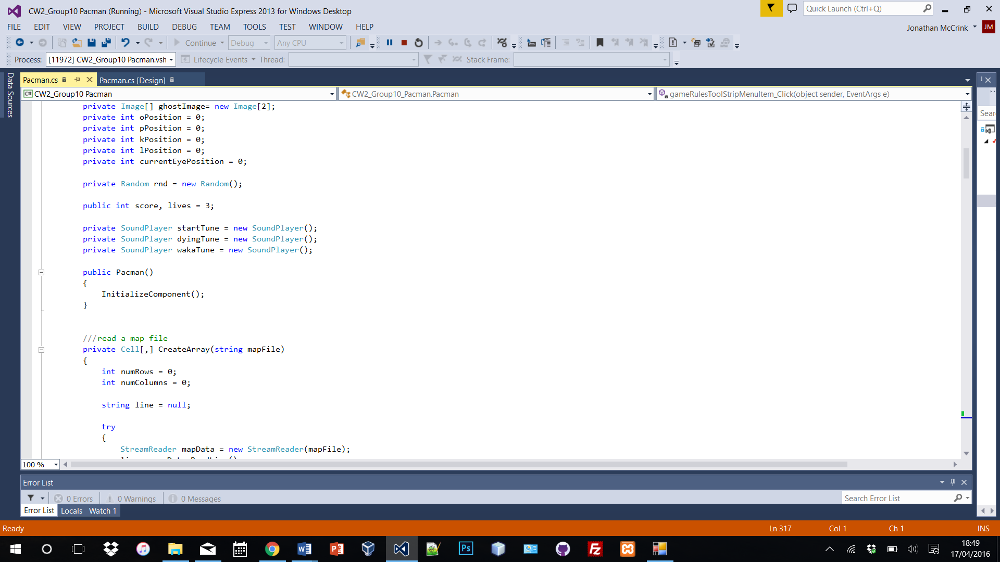 CW2_Group10 Pacman (Running) - Microsoft Visual Studio Express 2013 for Windows Desktop
Quick Launch (Ctrl+Q)
FILE EDIT VIEW PROJECT BUILD DEBUG TEAM TOOLS TEST WINDOW HELP
Jonathan McCrink JM
Continue Debug Any CPU
Process: [11972] CW2_Group10 Pacman.vsh Lifecycle Events Thread: Stack Frame:
Data Sources
Pacman.cs Pacman.cs [Design]
C# CW2_Group10 Pacman CW2_Group10_Pacman.Pacman gameRulesToolStripMenuItem_Click(object sender, EventArgs e)
Sear
private Image[] ghostImage= new Image[2];
private int oPosition = 0;
private int pPosition = 0;
private int kPosition = 0;
private int lPosition = 0;
private int currentEyePosition = 0;
private Random rnd = new Random();
public int score, lives = 3;
private SoundPlayer startTune = new SoundPlayer();
private SoundPlayer dyingTune = new SoundPlayer();
private SoundPlayer wakaTune = new SoundPlayer();
public Pacman()
{
InitializeComponent();
}
///read a map file
private Cell[,] CreateArray(string mapFile)
{
int numRows = 0;
int numColumns = 0;
string line = null;
try
{
StreamReader mapData = new StreamReader(mapFile);
100 %
Error List
0 Errors 0 Warnings 0 Messages
Search Error List
Error List Locals Watch 1
Ready Ln 317 Col 1 Ch 1 INS
Ps
Fz
18:49
17/04/2016